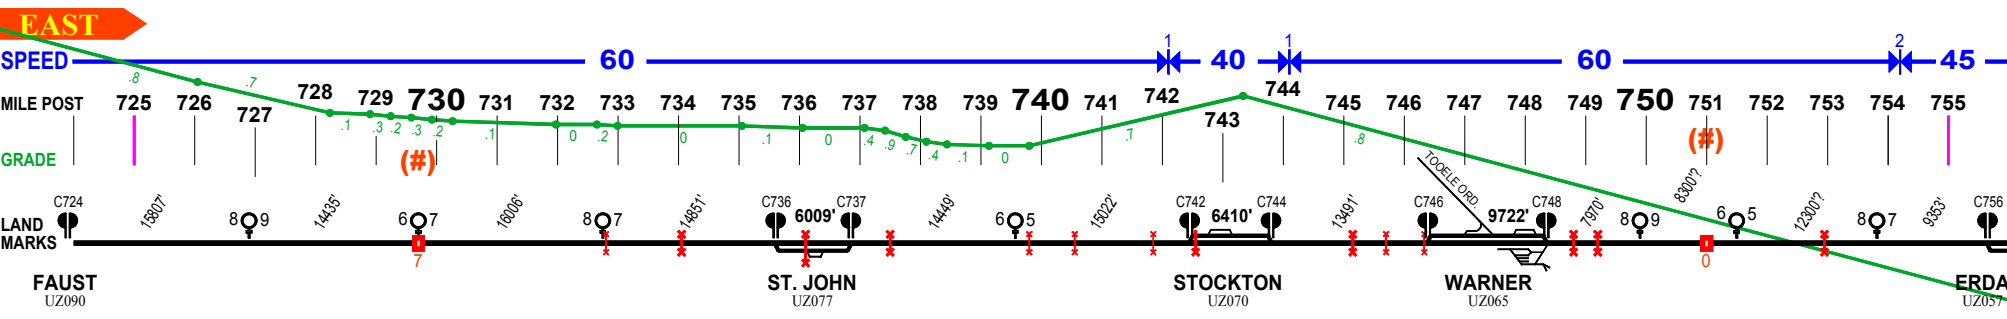 EAST
1 1 2
SPEED 60 40 60 45
.8 .7
MILE POST 725 726 727 728 729 730 731 732 733 734 735 736 737 738 739 740 741 742 743 744 745 746 747 748 749 750 751 752 753 754 755
.1 .3 .2 .3 .2 .1 0 .2 0 .1 0 .4 .9 .7 .4 .1 0 .7 .8
GRADE (#) (#)
TOOELE ORD.
C724 C736 C737 C742 C744 C746 C748 C756
15807' 14435' 16006' 14851' 6009' 14449' 15022' 6410' 13491' 9722' 7970' 8300'? 12300'? 9353'
LAND 8 9 6 7 8 7 6 5 8 9 6 5 8 7
MARKS
7 0
FAUST ST. JOHN STOCKTON WARNER ERDA
UZ090 UZ077 UZ070 UZ065 UZ057